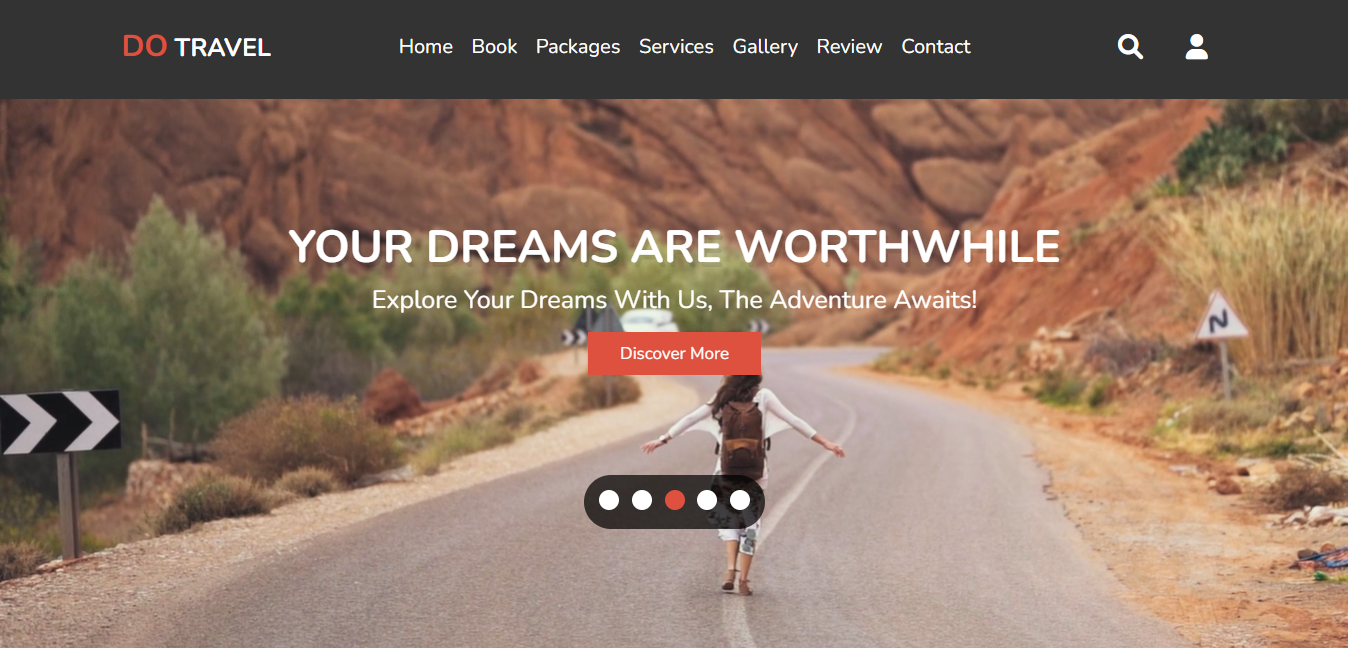 DO TRAVEL
Home Book Packages Services Gallery Review Contact
YOUR DREAMS ARE WORTHWHILE
Explore Your Dreams With Us, The Adventure Awaits!
Discover More